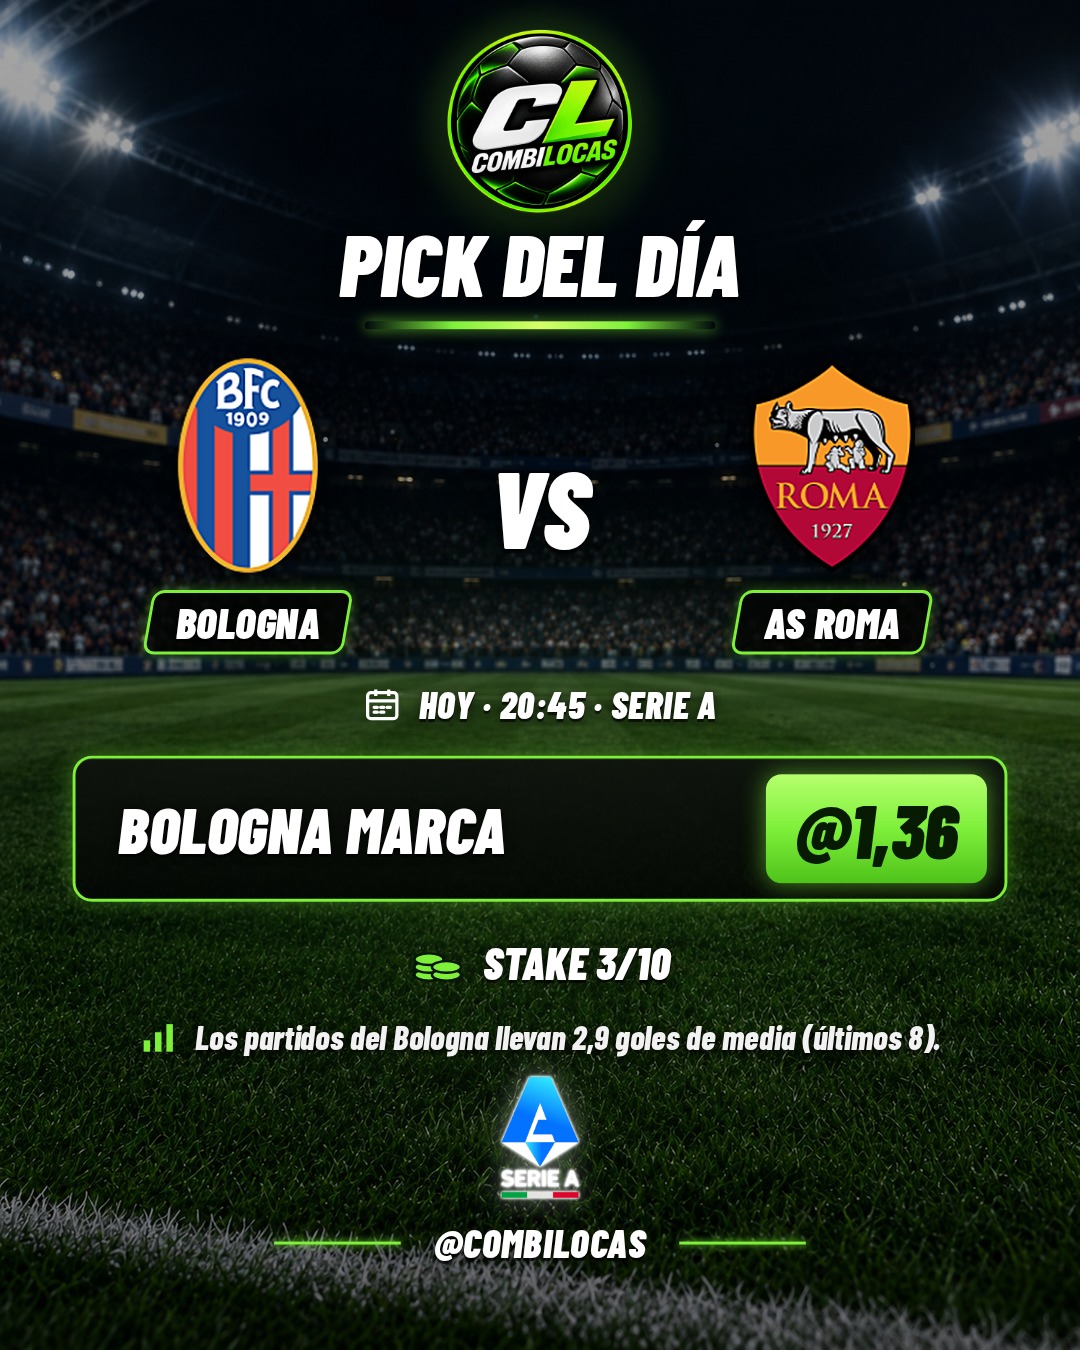 CL
COMBILOCAS
PICK DEL DÍA
BFC
1909
VS
ROMA
1927
BOLOGNA
AS ROMA
HOY · 20:45 · SERIE A
BOLOGNA MARCA
@1,36
STAKE 3/10
Los partidos del Bologna llevan 2,9 goles de media (últimos 8).
SERIE A
@COMBILOCAS